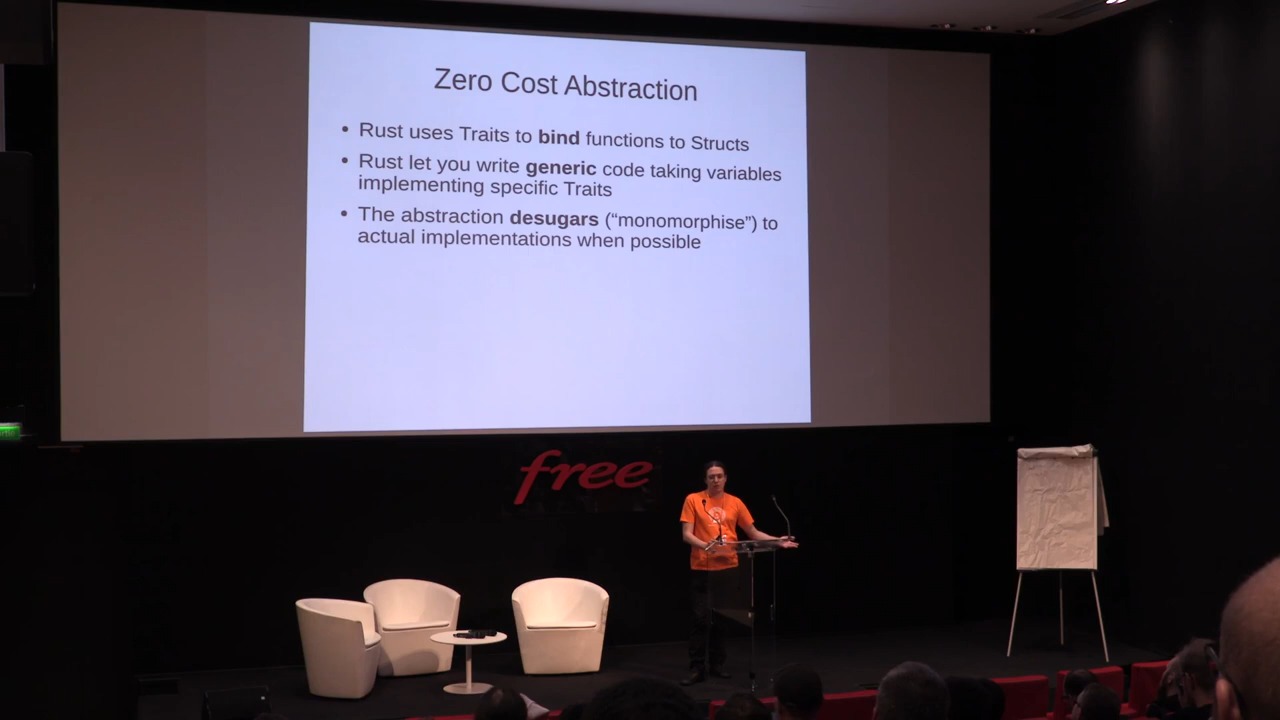 Zero Cost Abstraction
• Rust uses Traits to bind functions to Structs
• Rust let you write generic code taking variables
implementing specific Traits
• The abstraction desugars (“monomorphise”) to
actual implementations when possible
free